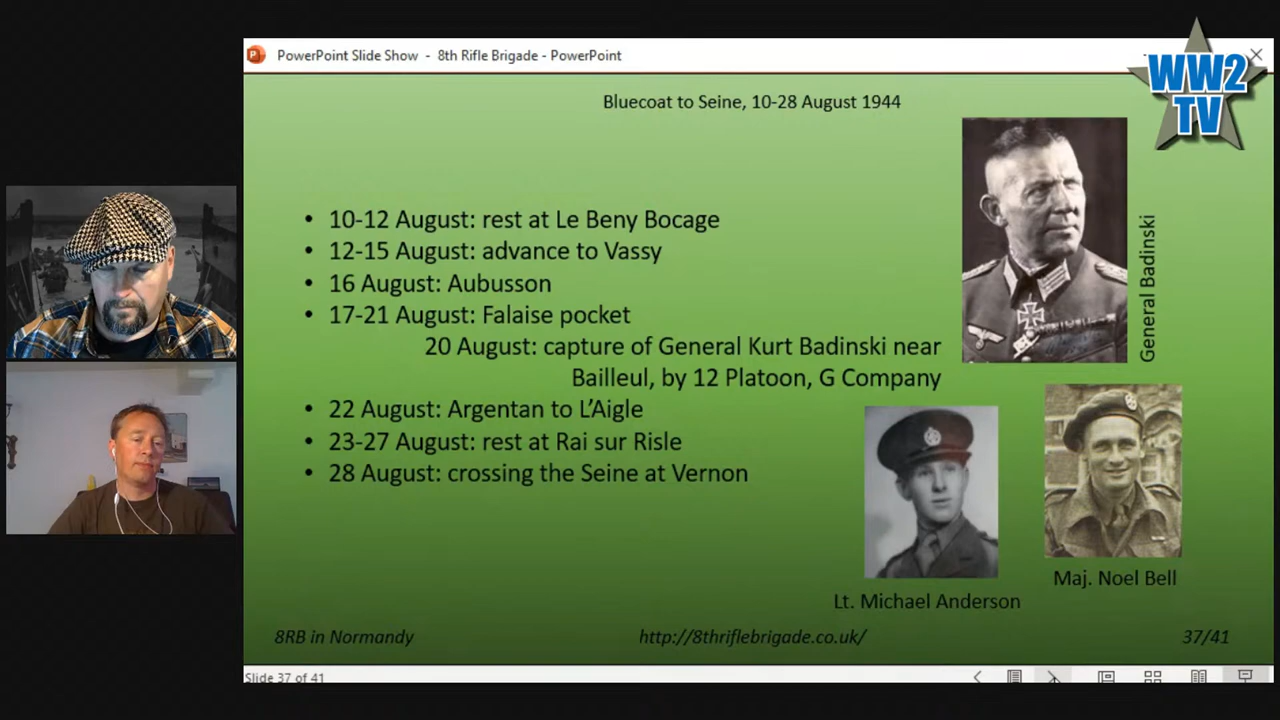 PowerPoint Slide Show - 8th Rifle Brigade - PowerPoint
WW2
TV
Bluecoat to Seine, 10-28 August 1944
• 10-12 August: rest at Le Beny Bocage
• 12-15 August: advance to Vassy
• 16 August: Aubusson
• 17-21 August: Falaise pocket
20 August: capture of General Kurt Badinski near
Bailleul, by 12 Platoon, G Company
• 22 August: Argentan to L'Aigle
• 23-27 August: rest at Rai sur Risle
• 28 August: crossing the Seine at Vernon
General Badinski
Maj. Noel Bell
Lt. Michael Anderson
8RB in Normandy
http://8thriflebrigade.co.uk/
37/41
Slide 37 of 41